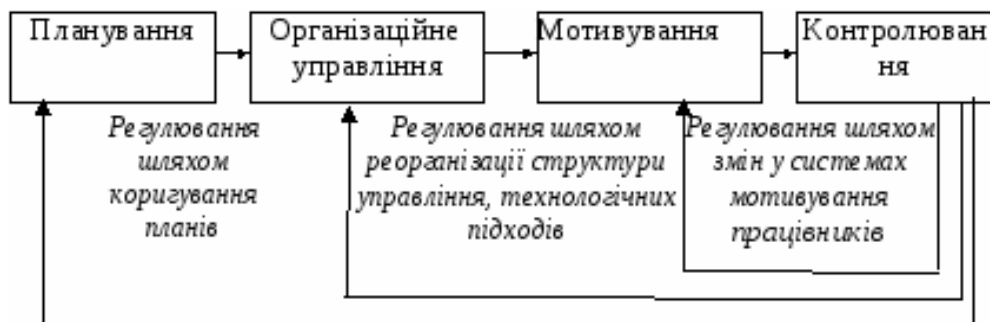 Планування
Організаційне
управління
Мотивування
Контролюван
ня
Регулювання
шляхом
коригування
планів
Регулювання шляхом
реорганізації структури
управління, технологічних
підходів
Регулювання шляхом
змін у системах
мотивування
працівників